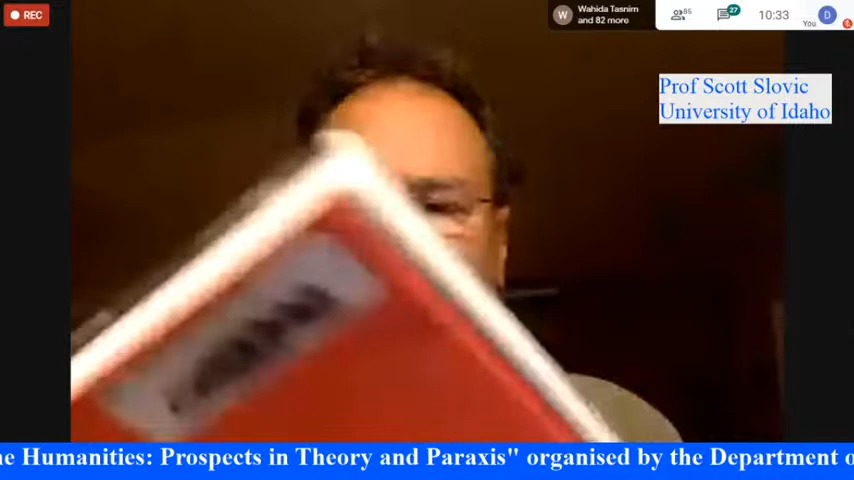 REC
W
Wahida Tasnim
and 82 more
85
27
10:33
You
D
6
Prof Scott Slovic
University of Idaho
e Humanities: Prospects in Theory and Paraxis" organised by the Department o